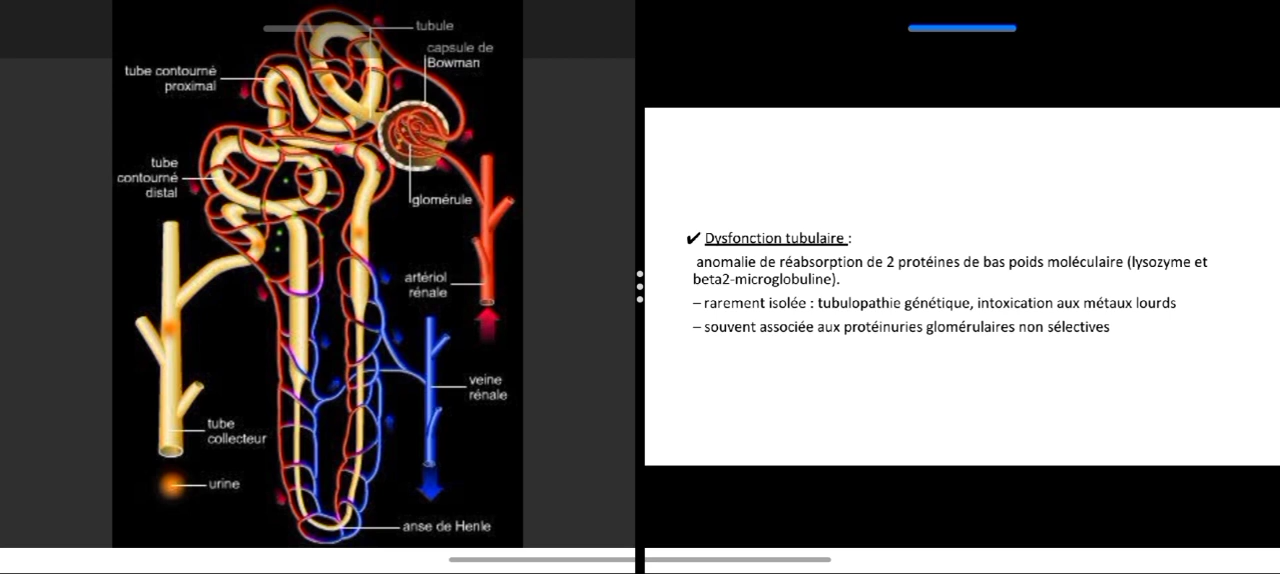 tubule
capsule de
Bowman
tube contourné
proximal
tube
contourné
distal
glomérule
artériol
rénale
veine
rénale
tube
collecteur
urine
anse de Henle
✔ Dysfonction tubulaire :
anomalie de réabsorption de 2 protéines de bas poids moléculaire (lysozyme et
beta2-microglobuline).
– rarement isolée : tubulopathie génétique, intoxication aux métaux lourds
– souvent associée aux protéinuries glomérulaires non sélectives